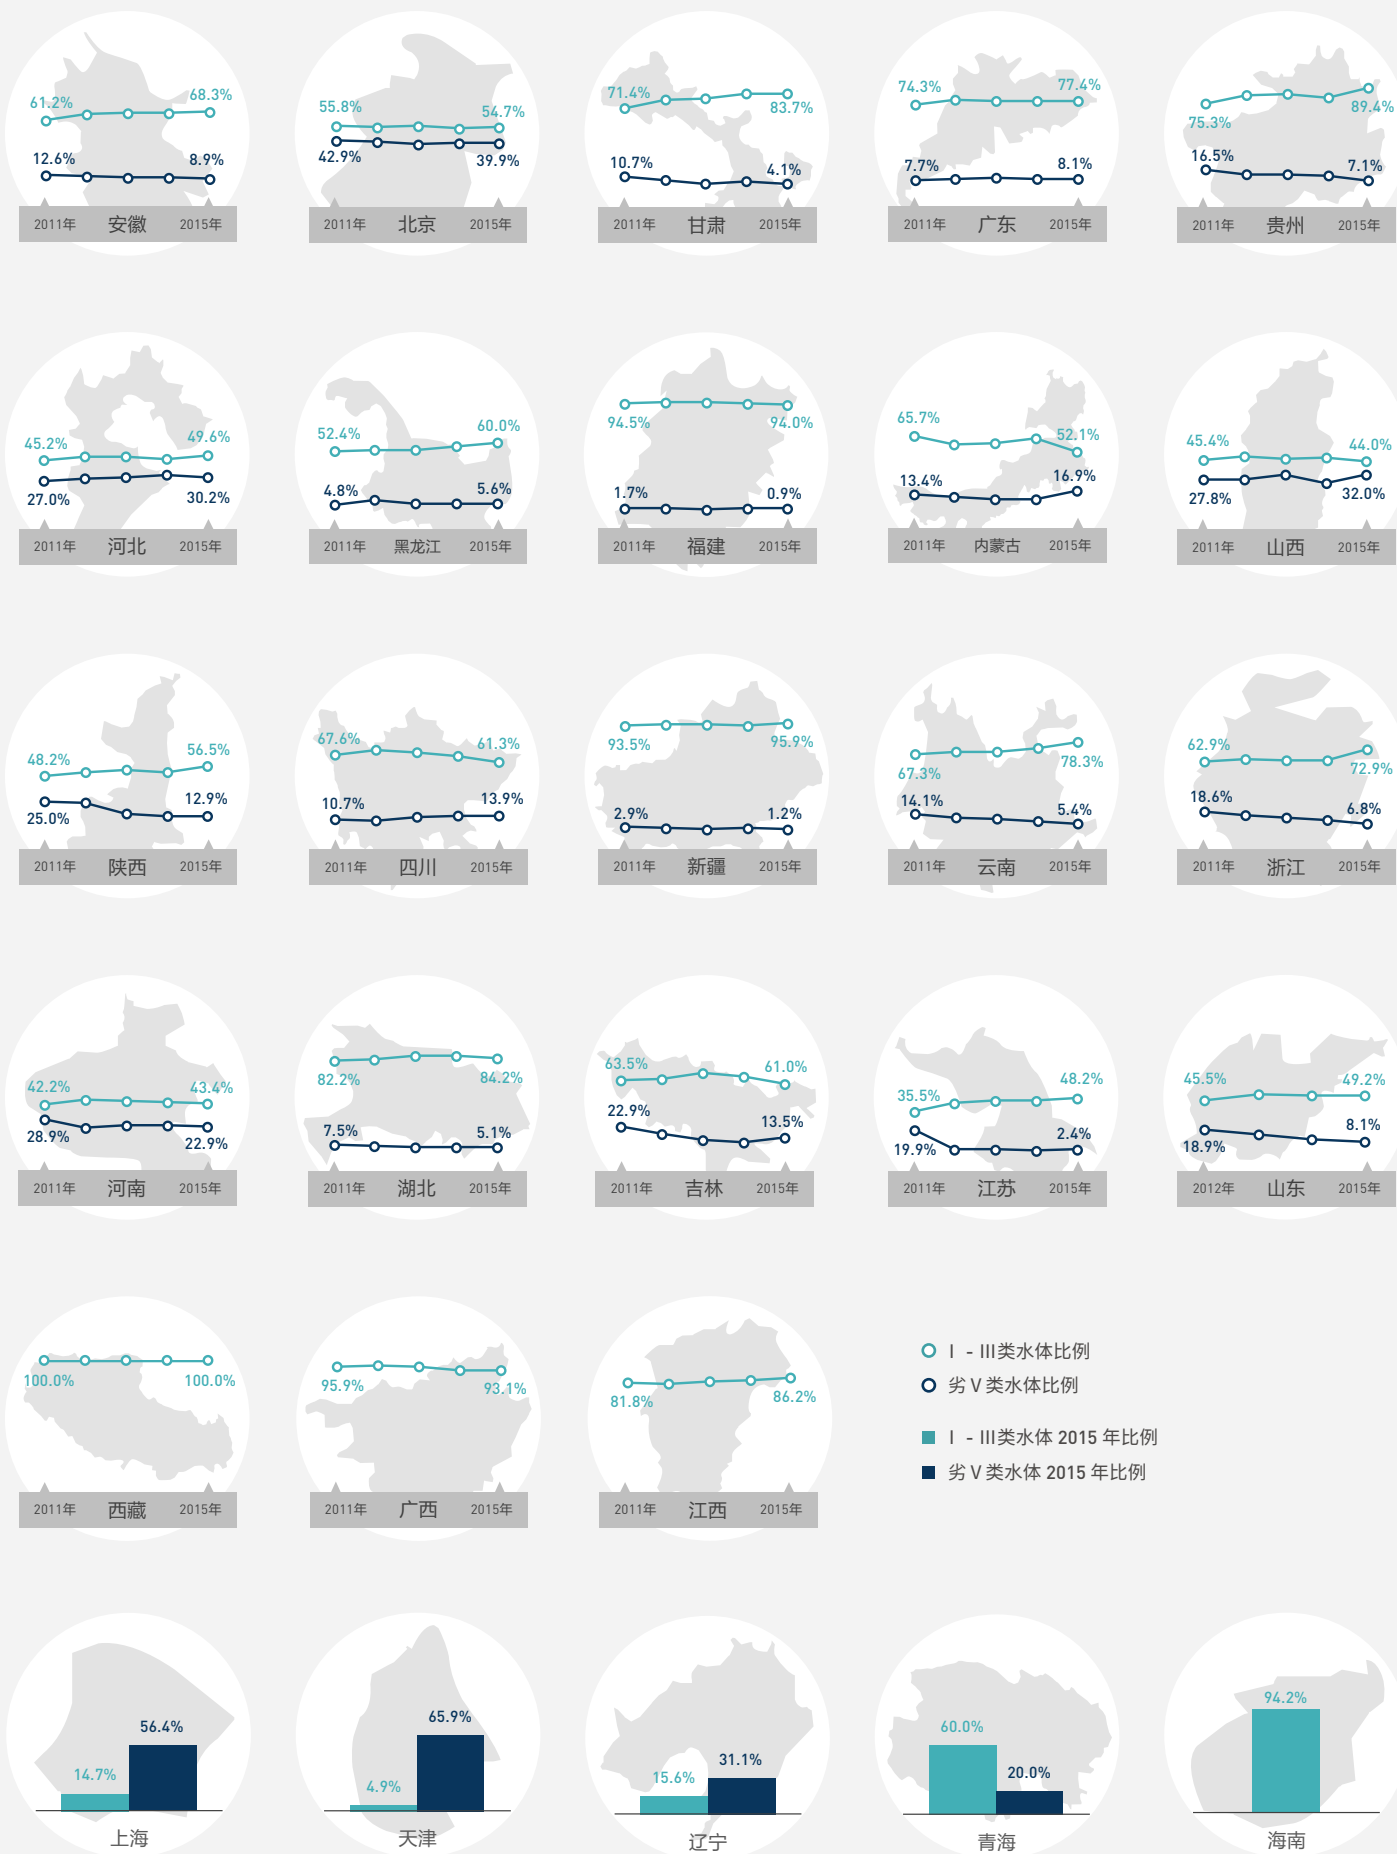 61.2%
68.3%
12.6%
8.9%
2011年 安徽 2015年
55.8%
54.7%
42.9%
39.9%
2011年 北京 2015年
71.4%
83.7%
10.7%
4.1%
2011年 甘肃 2015年
74.3%
77.4%
7.7%
8.1%
2011年 广东 2015年
75.3%
89.4%
16.5%
7.1%
2011年 贵州 2015年
45.2%
49.6%
27.0%
30.2%
2011年 河北 2015年
52.4%
60.0%
4.8%
5.6%
2011年 黑龙江 2015年
94.5%
94.0%
1.7%
0.9%
2011年 福建 2015年
65.7%
52.1%
13.4%
16.9%
2011年 内蒙古 2015年
45.4%
44.0%
27.8%
32.0%
2011年 山西 2015年
48.2%
56.5%
25.0%
12.9%
2011年 陕西 2015年
67.6%
61.3%
10.7%
13.9%
2011年 四川 2015年
93.5%
95.9%
2.9%
1.2%
2011年 新疆 2015年
67.3%
78.3%
14.1%
5.4%
2011年 云南 2015年
62.9%
72.9%
18.6%
6.8%
2011年 浙江 2015年
42.2%
43.4%
28.9%
22.9%
2011年 河南 2015年
82.2%
84.2%
7.5%
5.1%
2011年 湖北 2015年
63.5%
61.0%
22.9%
13.5%
2011年 吉林 2015年
35.5%
48.2%
19.9%
2.4%
2011年 江苏 2015年
45.5%
49.2%
18.9%
8.1%
2012年 山东 2015年
100.0%
100.0%
2011年 西藏 2015年
95.9%
93.1%
2011年 广西 2015年
81.8%
86.2%
2011年 江西 2015年
I - III类水体比例
劣 V 类水体比例
I - III类水体 2015 年比例
劣 V 类水体 2015 年比例
14.7%
56.4%
上海
4.9%
65.9%
天津
15.6%
31.1%
辽宁
60.0%
20.0%
青海
94.2%
海南